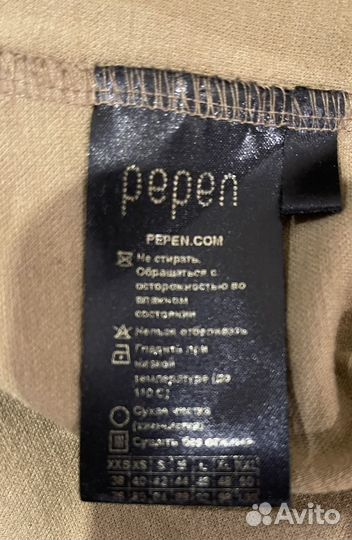 pepen
PEPEN.COM
Не стирать.
Обращаться с
осторожностью во
влажном
состоянии
Нельзя отбеливать
Гладить при
низкой
температуре (до
110 С)
Сухая чистка
(химчистка)
Сушить без отжима.
XXS XS S M L XL XXL
38 40 42 44 46 48 50
Avito